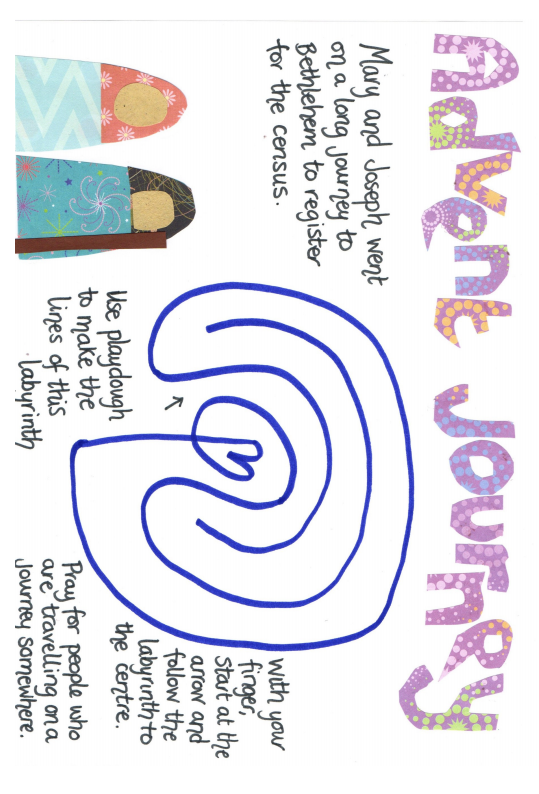 Advent Journey
Mary and Joseph went
on a long journey to
Bethlehem to register
for the census.
With your
finger,
start at the
arrow and
follow the
labyrinth to
the centre.
Use playdough
to make the
lines of this
labyrinth
Pray for people who
are travelling on a
journey somewhere.